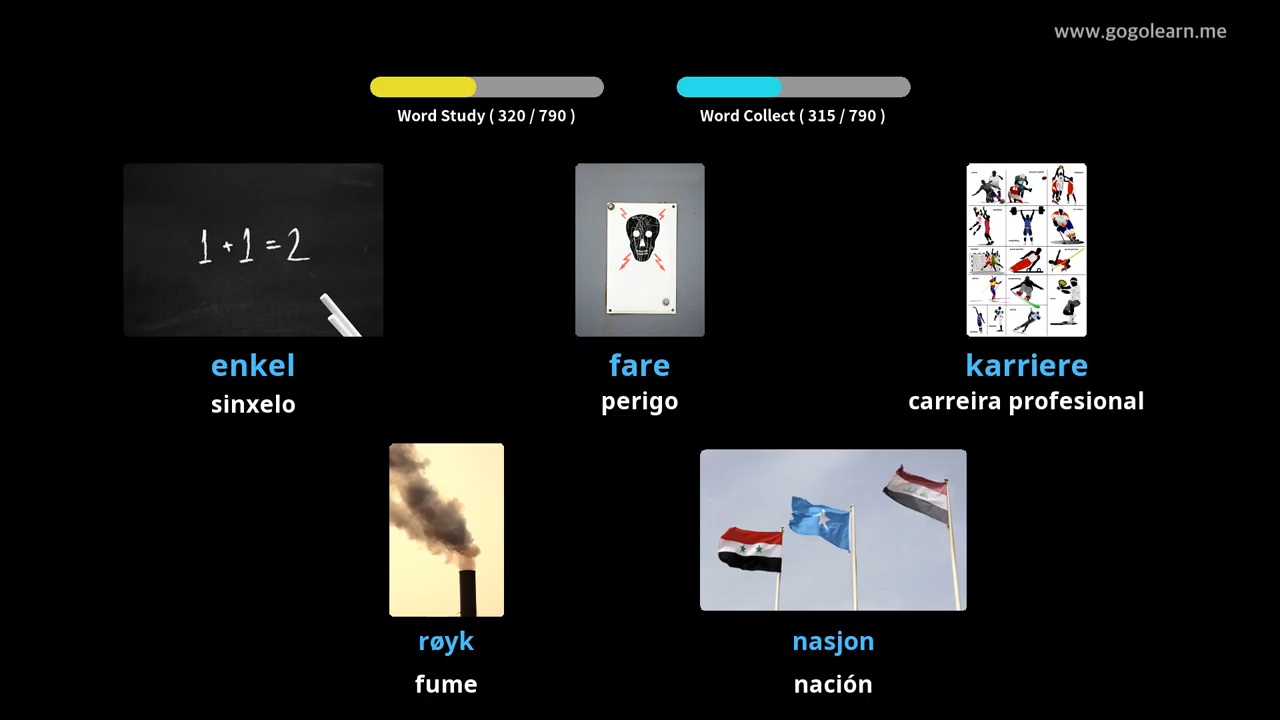 www.gogolearn.me
Word Study ( 320 / 790 )
Word Collect ( 315 / 790 )
1 + 1 = 2
enkel
sinxelo
fare
perigo
karriere
carreira profesional
røyk
fume
nasjon
nación